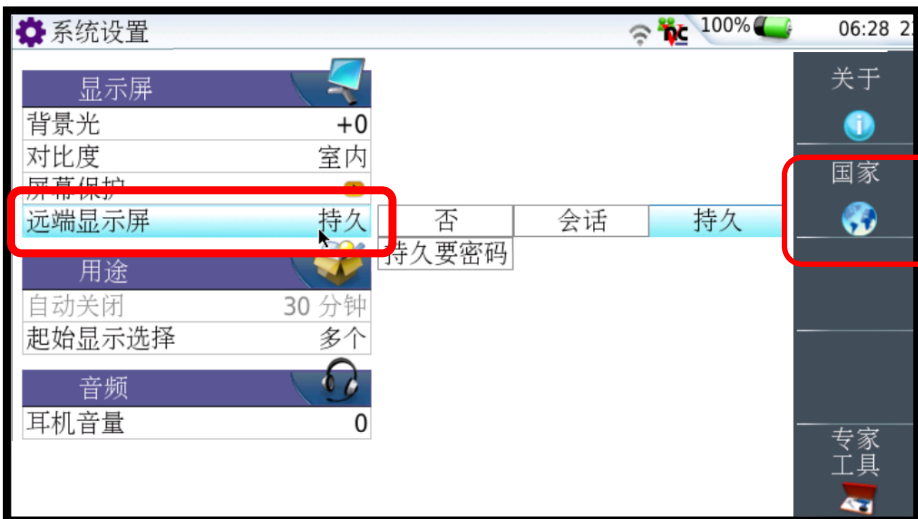 系统设置
100%
06:28
显示屏
背景光 +0
对比度 室内
屏幕保护
远端显示屏 持久 否 会话 持久
持久要密码
用途
自动关闭 30 分钟
起始显示选择 多个
音频
耳机音量 0
关于
国家
专家
工具